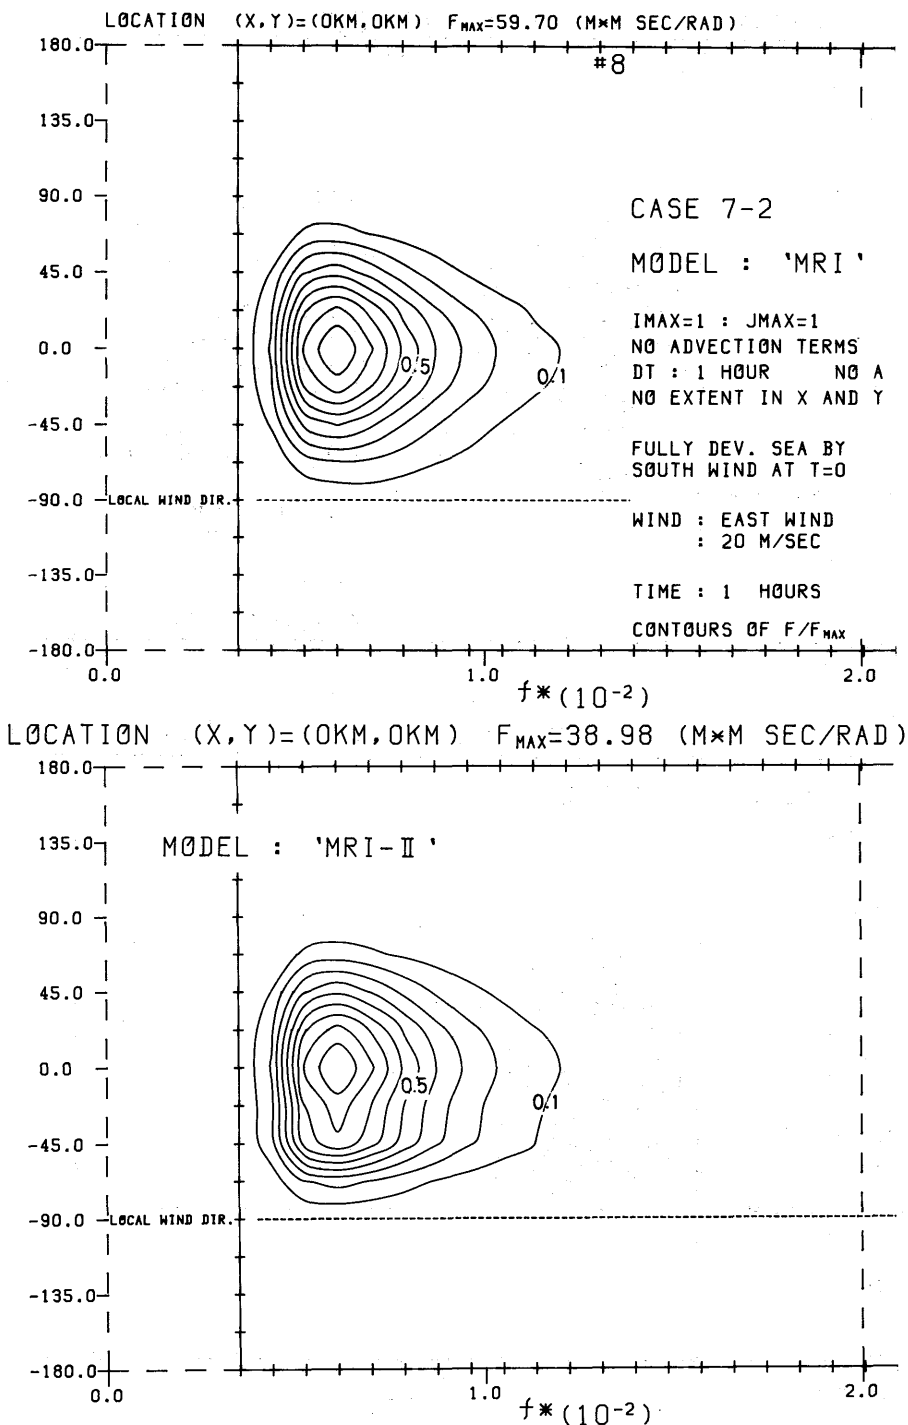 LOCATION (X,Y)=(0KM,0KM) FMAX=59.70 (M*M SEC/RAD)
180.0
#8
135.0
90.0
CASE 7-2
45.0
MODEL : 'MRI'
IMAX=1 : JMAX=1
0.0
NO ADVECTION TERMS
0.5
0.1
DT : 1 HOUR NO A
NO EXTENT IN X AND Y
-45.0
FULLY DEV. SEA BY
SOUTH WIND AT T=0
-90.0
LOCAL WIND DIR.
WIND : EAST WIND
: 20 M/SEC
-135.0
TIME : 1 HOURS
CONTOURS OF F/FMAX
-180.0
0.0 1.0 2.0
f*(10-2)
LOCATION (X,Y)=(0KM,0KM) FMAX=38.98 (M*M SEC/RAD)
180.0
135.0
MODEL : 'MRI-II'
90.0
45.0
0.0
0.5
0.1
-45.0
-90.0
LOCAL WIND DIR.
-135.0
-180.0
0.0 1.0 2.0
f*(10-2)